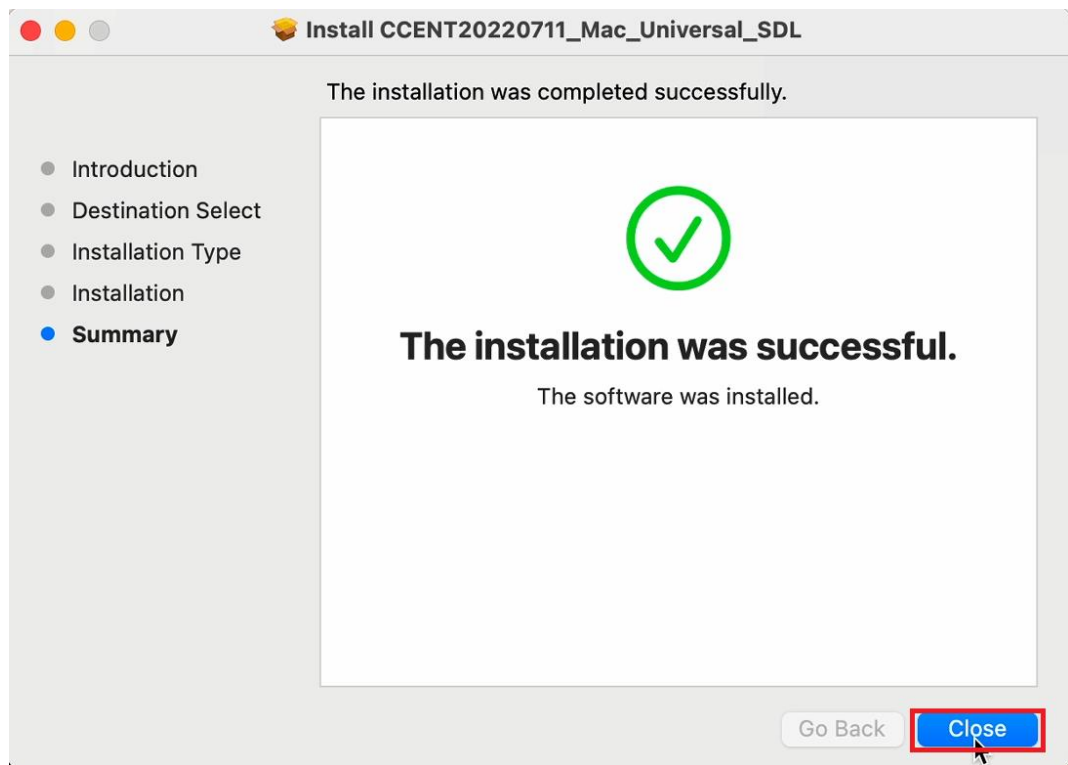 Install CCENT20220711_Mac_Universal_SDL
The installation was completed successfully.
Introduction
Destination Select
Installation Type
Installation
Summary
The installation was successful.
The software was installed.
Go Back
Close